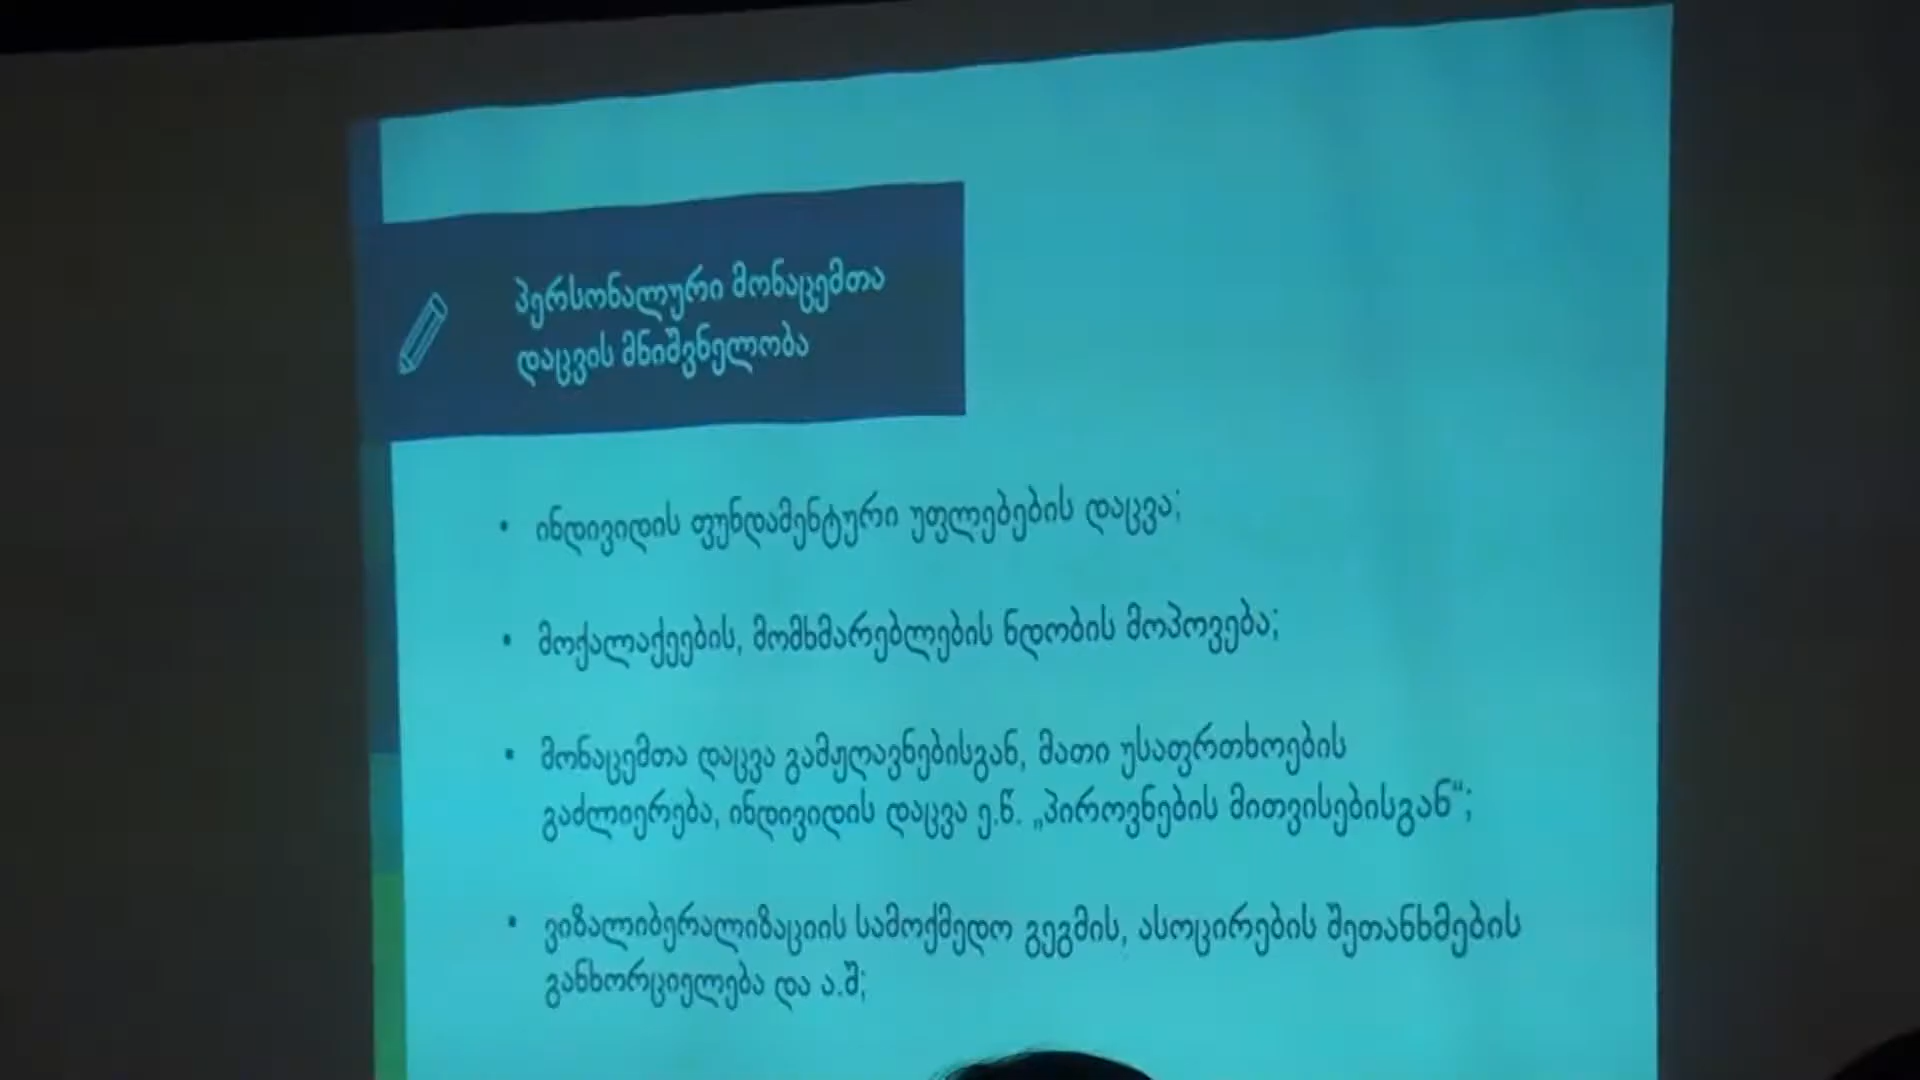 პერსონალური მონაცემთა
დაცვის მნიშვნელობა
• ინდივიდის ფუნდამენტური უფლებების დაცვა;
• მოქალაქეების, მომხმარებლების ნდობის მოპოვება;
• მონაცემთა დაცვა გამჟღავნებისგან, მათი უსაფრთხოების
გაძლიერება, ინდივიდის დაცვა ე.წ. „პიროვნების მითვისებისგან“;
• ვიზალიბერალიზაციის სამოქმედო გეგმის, ასოცირების შეთანხმების
განხორციელება და ა.შ;